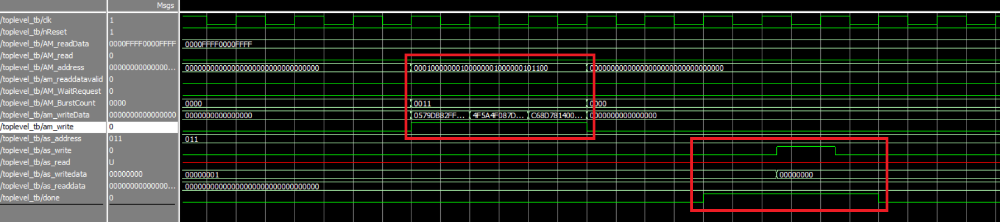 Msgs
/toplevel_tb/clk 1
/toplevel_tb/nReset 1
/toplevel_tb/AM_readData 0000FFFF0000FFFF 0000FFFF0000FFFF
/toplevel_tb/AM_read 0
/toplevel_tb/AM_address 00000000000000... 00000000000000000000000000000000 00010000000100000001000000101100 00000000000000000000000000000000
/toplevel_tb/am_readdatavalid 0
/toplevel_tb/AM_WaitRequest 0
/toplevel_tb/AM_BurstCount 0000 0000 0011 0000
/toplevel_tb/am_writeData 0000000000000000 0000000000000000 0579DB82FF... 4F5A4F087D... C68D781400... 0000000000000000
/toplevel_tb/am_write 0
/toplevel_tb/as_address 011 011
/toplevel_tb/as_write 0
/toplevel_tb/as_read U
/toplevel_tb/as_writedata 00000000 00000001 00000000
/toplevel_tb/as_readdata 00000000000000... 00000000000000000000000000000000
/toplevel_tb/done 0